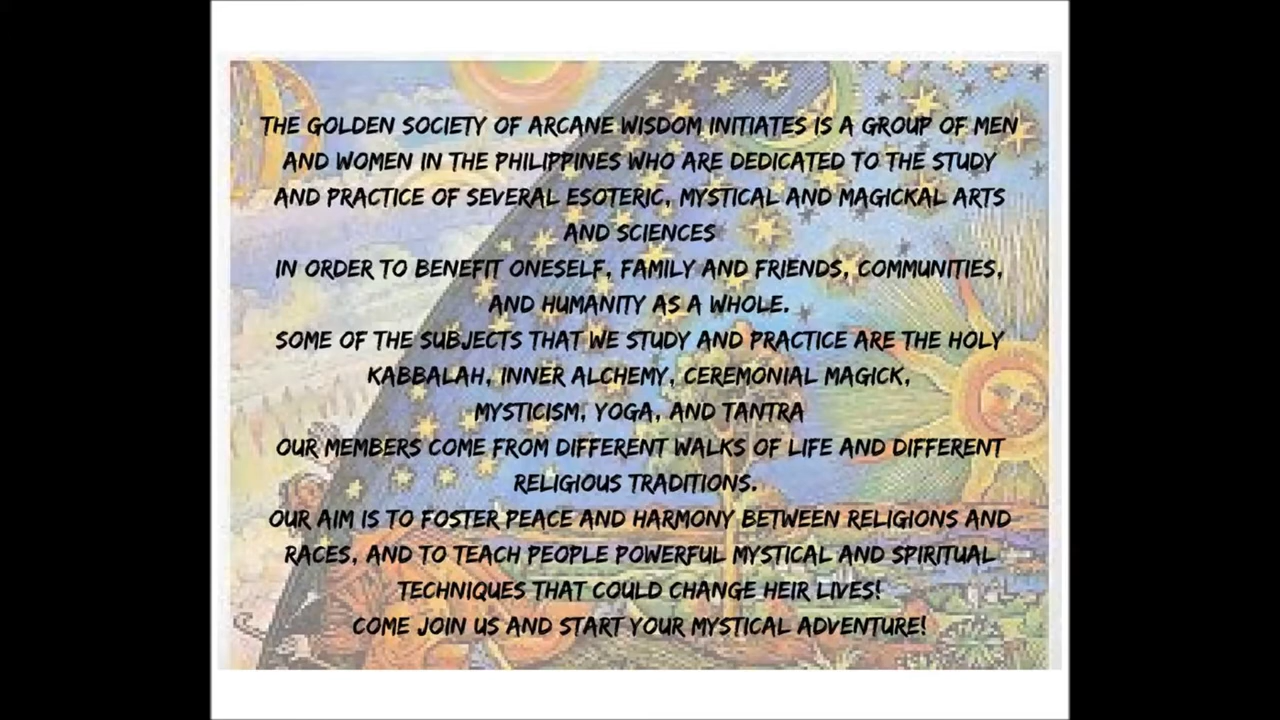 THE GOLDEN SOCIETY OF ARCANE WISDOM INITIATES IS A GROUP OF MEN
AND WOMEN IN THE PHILIPPINES WHO ARE DEDICATED TO THE STUDY
AND PRACTICE OF SEVERAL ESOTERIC, MYSTICAL AND MAGICKAL ARTS
AND SCIENCES
IN ORDER TO BENEFIT ONESELF, FAMILY AND FRIENDS, COMMUNITIES,
AND HUMANITY AS A WHOLE.
SOME OF THE SUBJECTS THAT WE STUDY AND PRACTICE ARE THE HOLY
KABBALAH, INNER ALCHEMY, CEREMONIAL MAGICK,
MYSTICISM, YOGA, AND TANTRA
OUR MEMBERS COME FROM DIFFERENT WALKS OF LIFE AND DIFFERENT
RELIGIOUS TRADITIONS.
OUR AIM IS TO FOSTER PEACE AND HARMONY BETWEEN RELIGIONS AND
RACES, AND TO TEACH PEOPLE POWERFUL MYSTICAL AND SPIRITUAL
TECHNIQUES THAT COULD CHANGE HEIR LIVES!
COME JOIN US AND START YOUR MYSTICAL ADVENTURE!